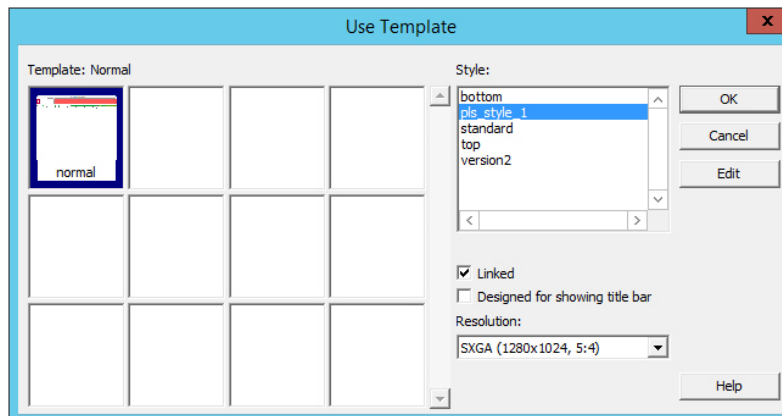 Use Template
x
Template: Normal
normal
Style:
bottom
pls_style_1
standard
top
version2
OK
Cancel
Edit
Linked
Designed for showing title bar
Resolution:
SXGA (1280x1024, 5:4)
Help